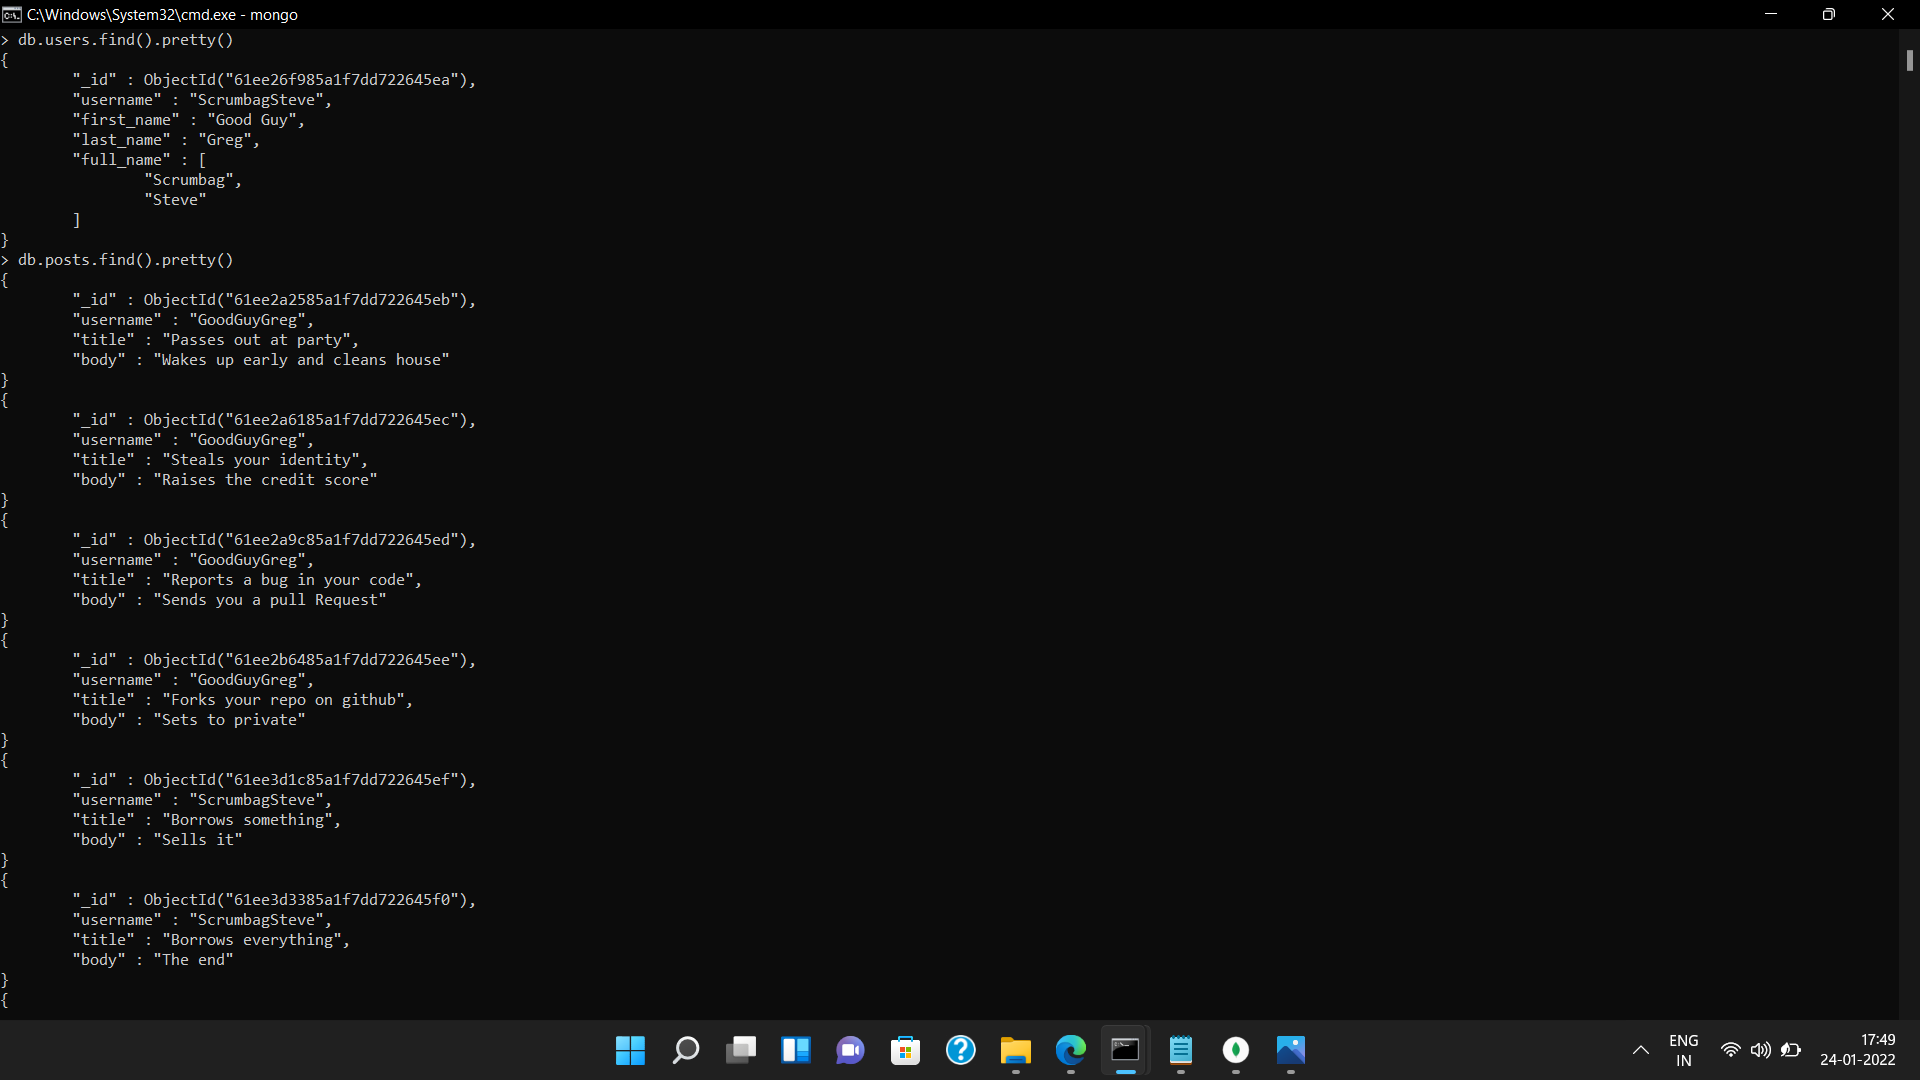 C:\Windows\System32\cmd.exe - mongo
> db.users.find().pretty()
{
        "_id" : ObjectId("61ee26f985a1f7dd722645ea"),
        "username" : "ScrumbagSteve",
        "first_name" : "Good Guy",
        "last_name" : "Greg",
        "full_name" : [
                "Scrumbag",
                "Steve"
        ]
}
> db.posts.find().pretty()
{
        "_id" : ObjectId("61ee2a2585a1f7dd722645eb"),
        "username" : "GoodGuyGreg",
        "title" : "Passes out at party",
        "body" : "Wakes up early and cleans house"
}
{
        "_id" : ObjectId("61ee2a6185a1f7dd722645ec"),
        "username" : "GoodGuyGreg",
        "title" : "Steals your identity",
        "body" : "Raises the credit score"
}
{
        "_id" : ObjectId("61ee2a9c85a1f7dd722645ed"),
        "username" : "GoodGuyGreg",
        "title" : "Reports a bug in your code",
        "body" : "Sends you a pull Request"
}
{
        "_id" : ObjectId("61ee2b6485a1f7dd722645ee"),
        "username" : "GoodGuyGreg",
        "title" : "Forks your repo on github",
        "body" : "Sets to private"
}
{
        "_id" : ObjectId("61ee3d1c85a1f7dd722645ef"),
        "username" : "ScrumbagSteve",
        "title" : "Borrows something",
        "body" : "Sells it"
}
{
        "_id" : ObjectId("61ee3d3385a1f7dd722645f0"),
        "username" : "ScrumbagSteve",
        "title" : "Borrows everything",
        "body" : "The end"
}
{
ENG
IN
17:49
24-01-2022